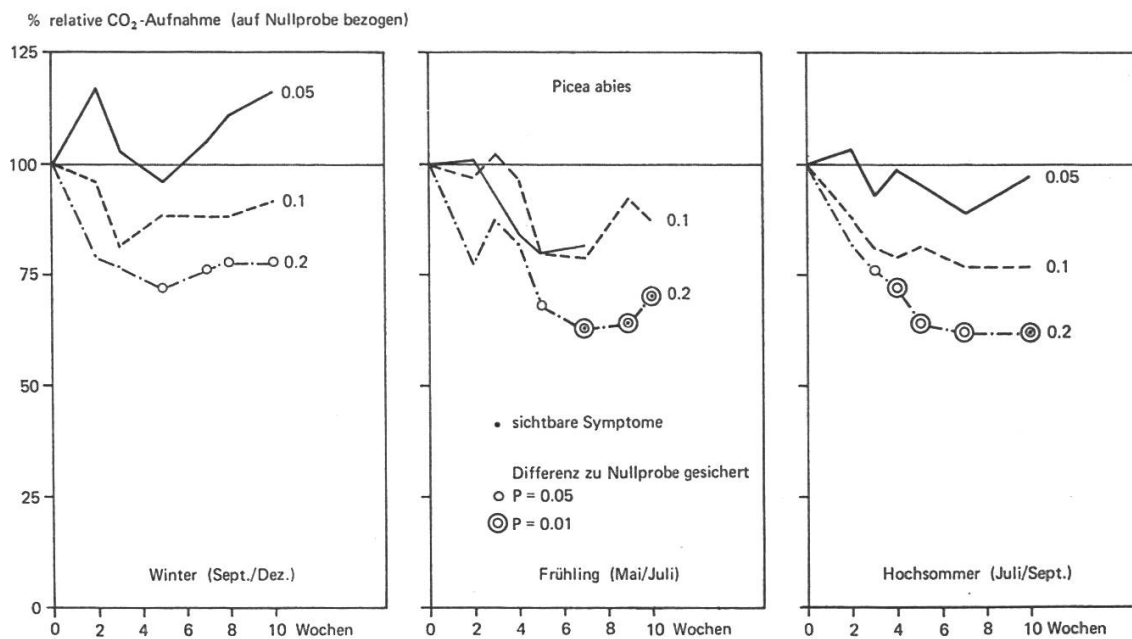 % relative CO₂-Aufnahme (auf Nullprobe bezogen)
125
100
75
50
25
0
0.05
0.1
0.2
Winter (Sept./Dez.)
0 2 4 6 8 10 Wochen
Picea abies
0.1
0.2
• sichtbare Symptome
Differenz zu Nullprobe gesichert
P = 0.05
P = 0.01
Frühling (Mai/Juli)
0 2 4 6 8 10 Wochen
0.05
0.1
0.2
Hochsommer (Juli/Sept.)
0 2 4 6 8 10 Wochen